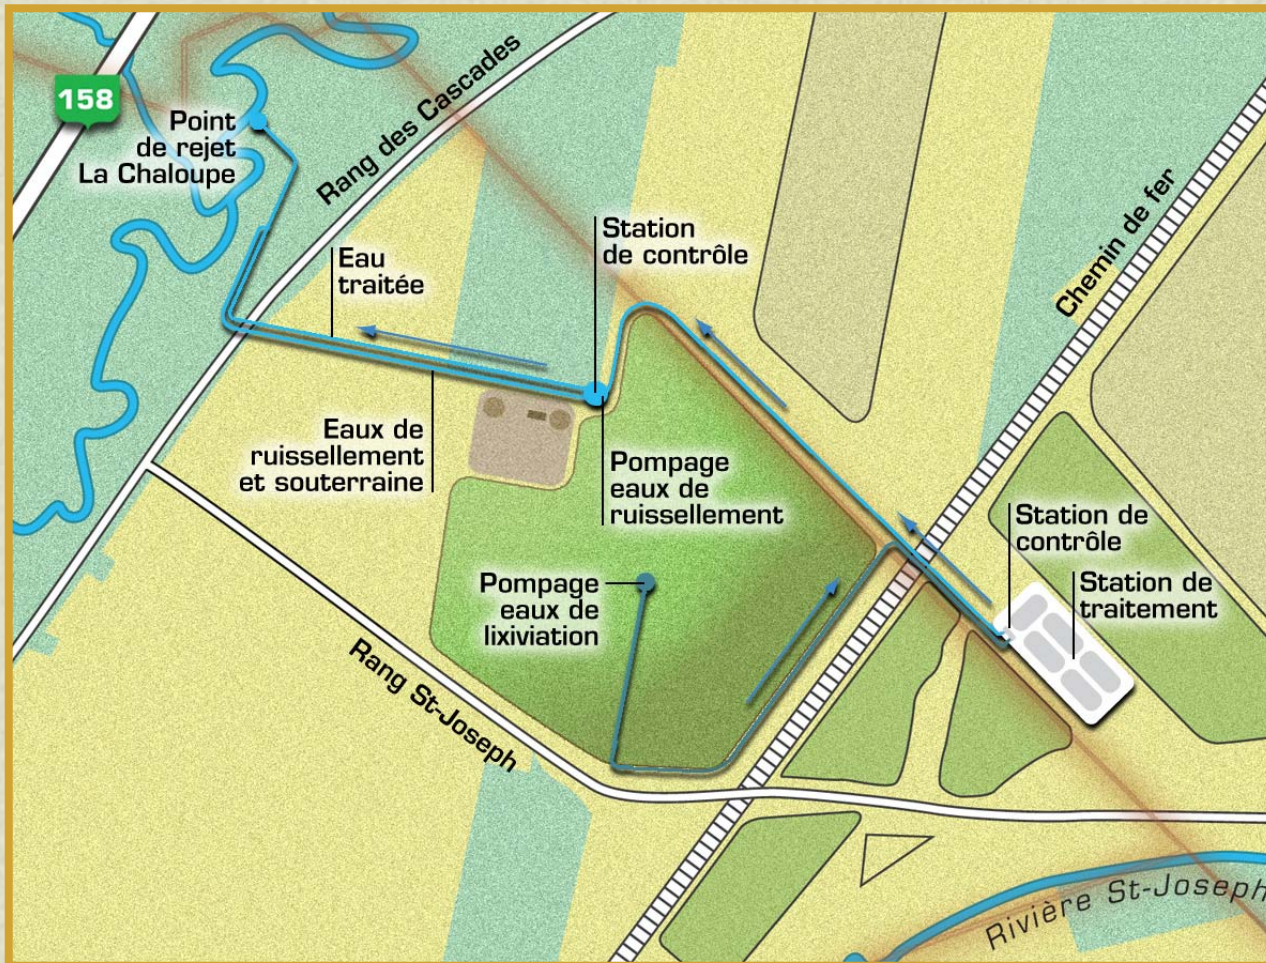 158
Point
de rejet
La Chaloupe
Rang des Cascades
Station
de contrôle
Eau
traitée
Chemin de fer
Eaux de
ruissellement
et souterraine
Pompage
eaux de
ruissellement
Station de
contrôle
Station de
traitement
Pompage
eaux de
lixiviation
Rang St-Joseph
Rivière St-Joseph